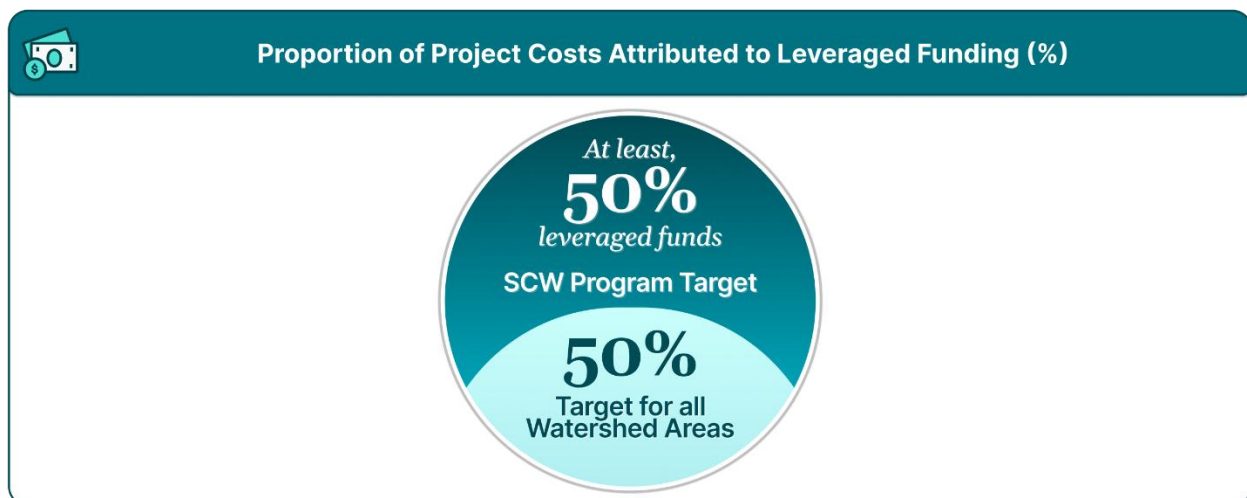 $
Proportion of Project Costs Attributed to Leveraged Funding (%)
At least,
50%
leveraged funds
SCW Program Target
50%
Target for all
Watershed Areas